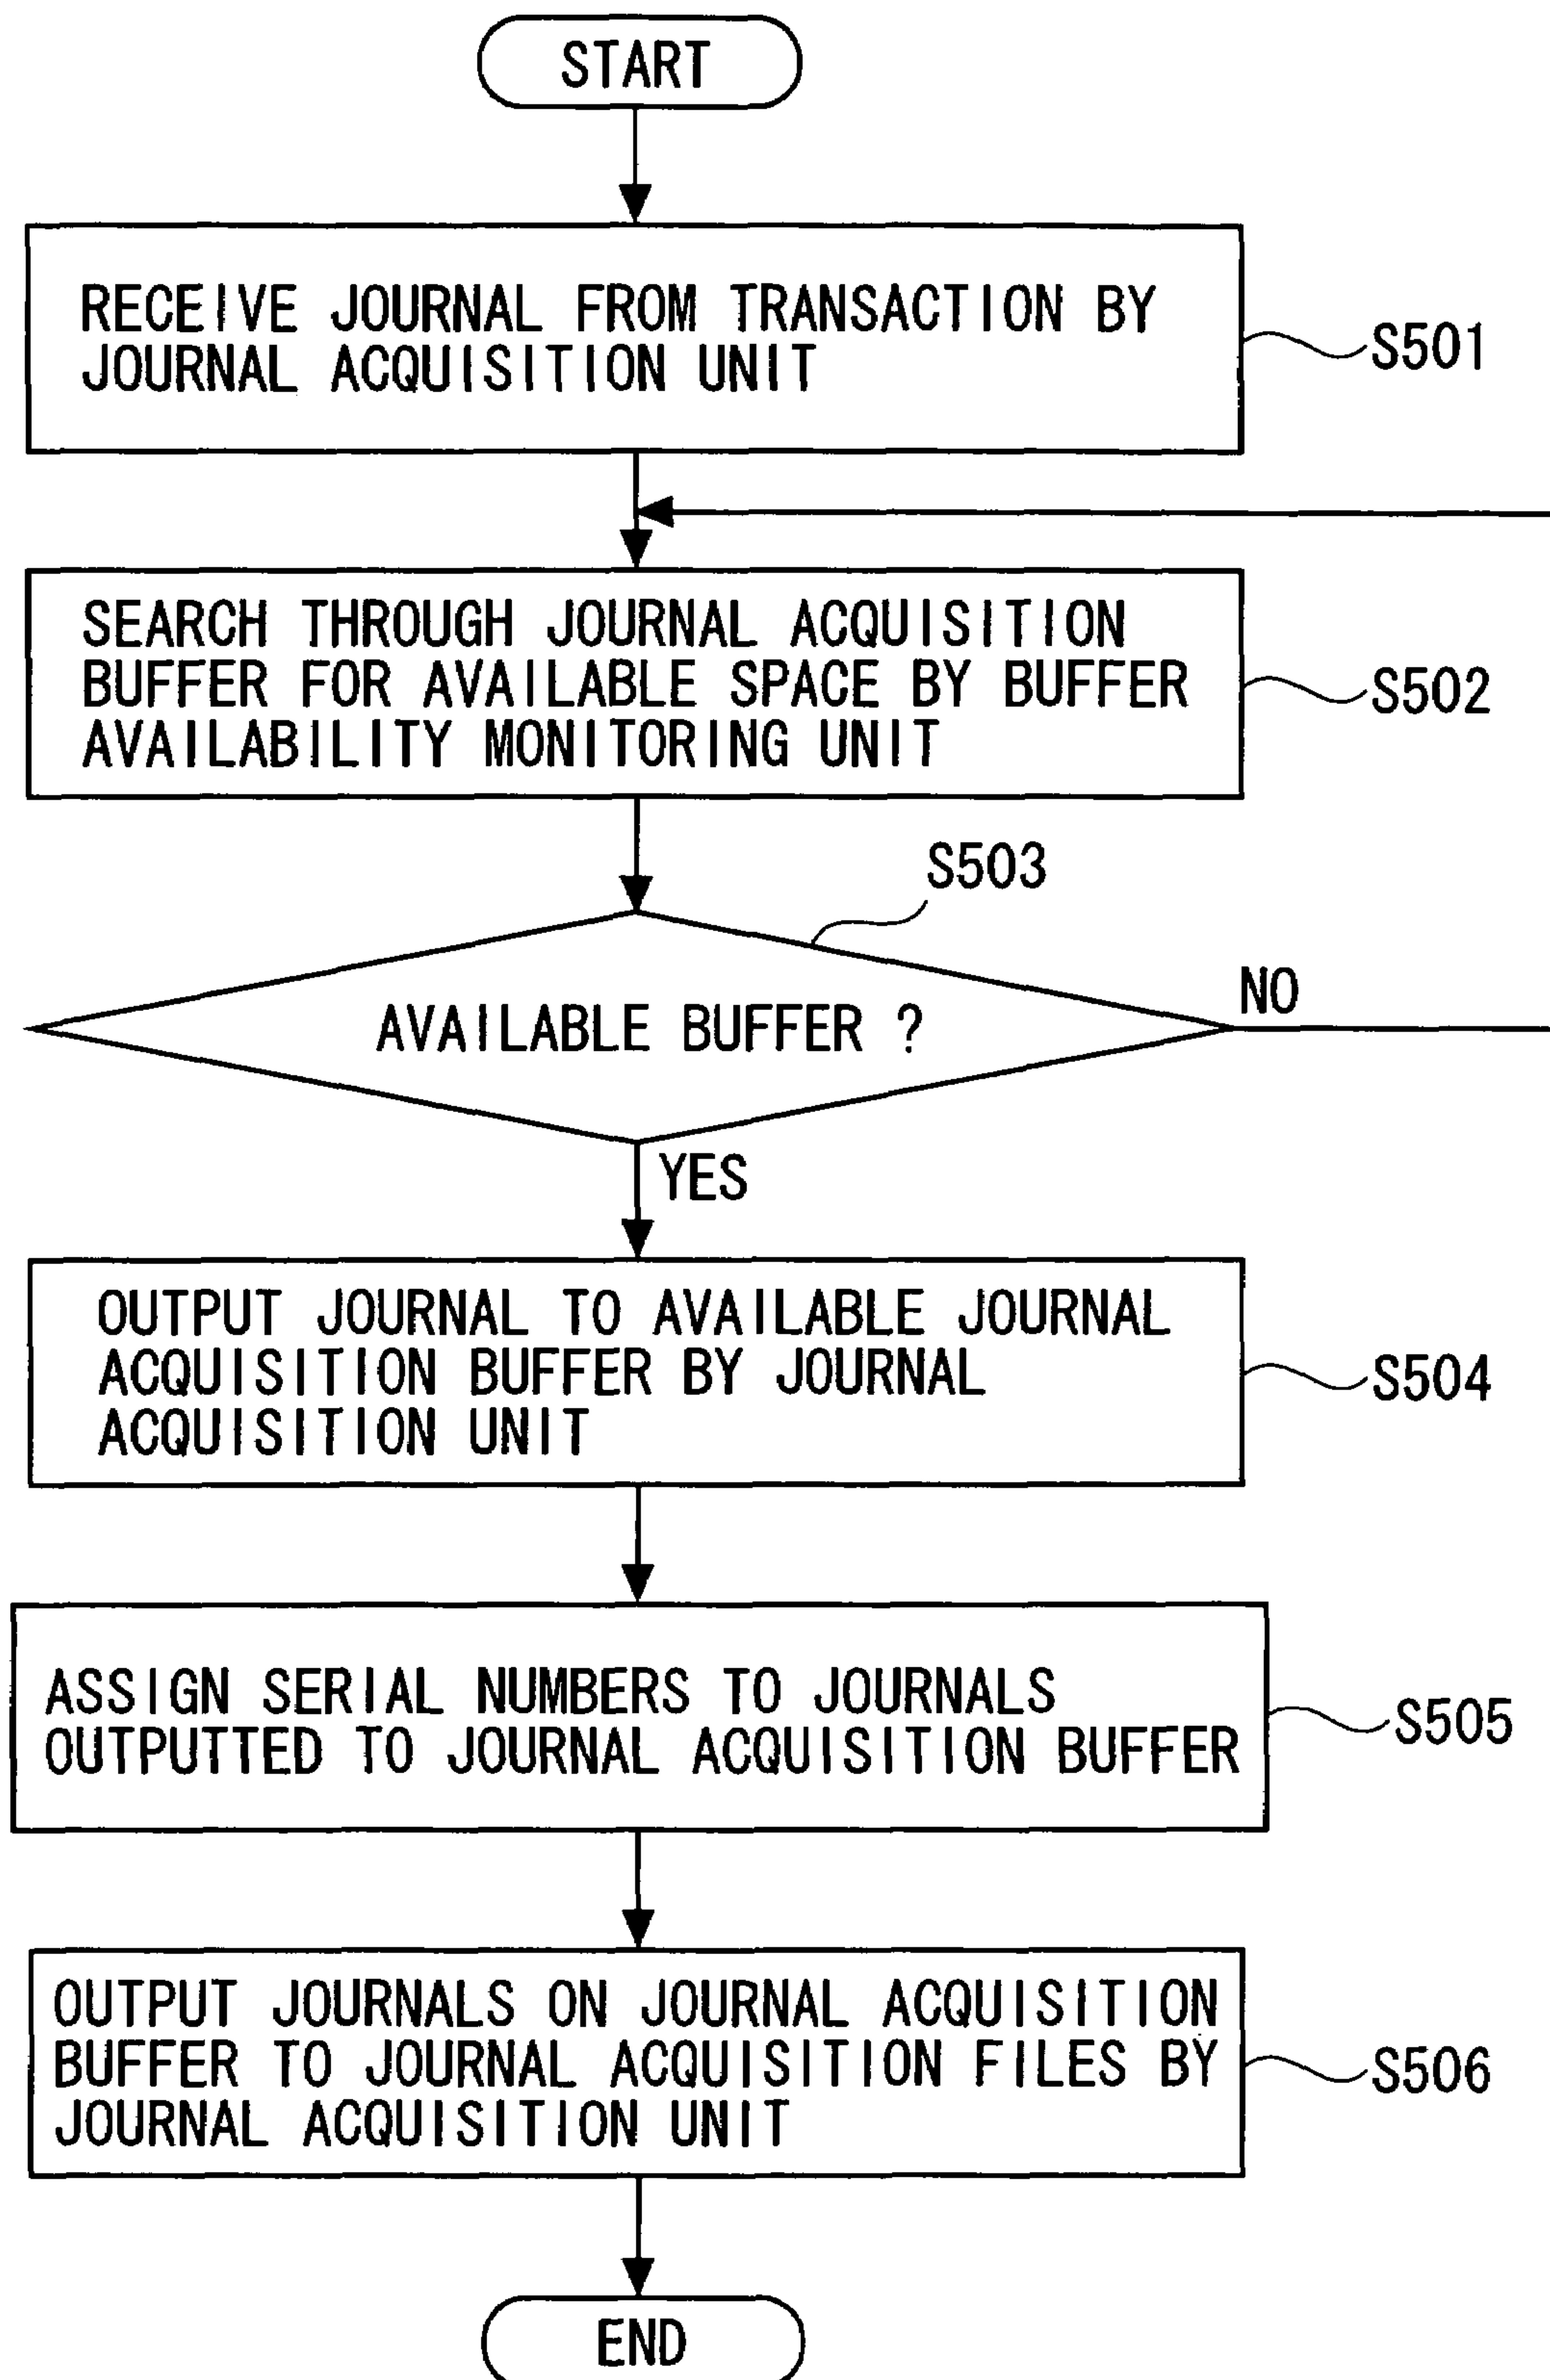 START
RECEIVE JOURNAL FROM TRANSACTION BY
JOURNAL ACQUISITION UNIT
S501
SEARCH THROUGH JOURNAL ACQUISITION
BUFFER FOR AVAILABLE SPACE BY BUFFER
AVAILABILITY MONITORING UNIT
S502
S503
AVAILABLE BUFFER ?
NO
YES
OUTPUT JOURNAL TO AVAILABLE JOURNAL
ACQUISITION BUFFER BY JOURNAL
ACQUISITION UNIT
S504
ASSIGN SERIAL NUMBERS TO JOURNALS
OUTPUTTED TO JOURNAL ACQUISITION BUFFER
S505
OUTPUT JOURNALS ON JOURNAL ACQUISITION
BUFFER TO JOURNAL ACQUISITION FILES BY
JOURNAL ACQUISITION UNIT
S506
END